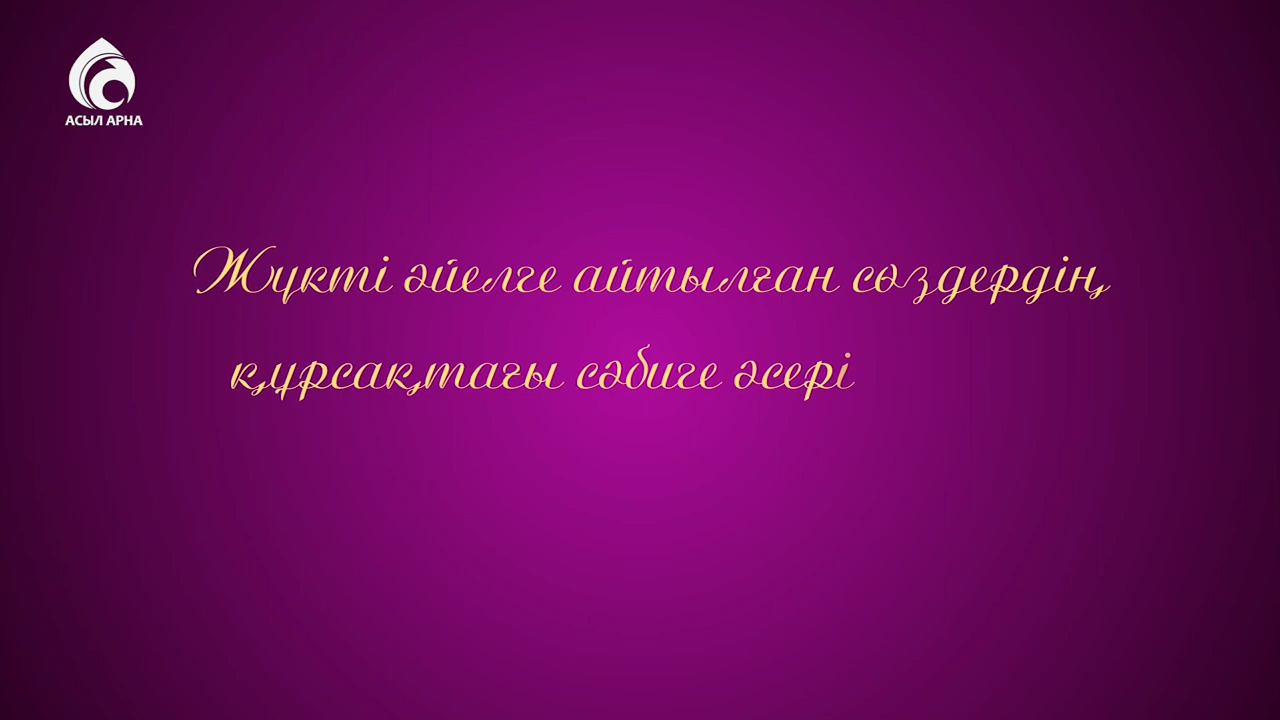 АСЫЛ АРНА
Жүкті әйелге айтылған сөздердің
құрсақтағы сәбиге әсері